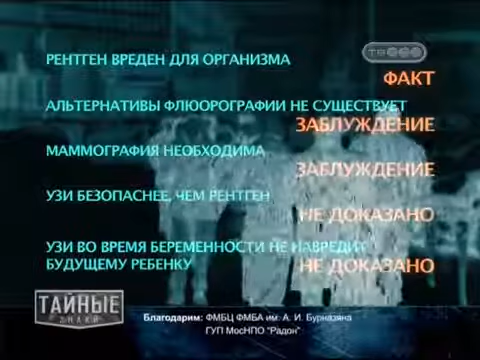 ТВ
РЕНТГЕН ВРЕДЕН ДЛЯ ОРГАНИЗМА
ФАКТ
АЛЬТЕРНАТИВЫ ФЛЮОРОГРАФИИ НЕ СУЩЕСТВУЕТ
ЗАБЛУЖДЕНИЕ
МАММОГРАФИЯ НЕОБХОДИМА
ЗАБЛУЖДЕНИЕ
УЗИ БЕЗОПАСНЕЕ, ЧЕМ РЕНТГЕН
НЕ ДОКАЗАНО
УЗИ ВО ВРЕМЯ БЕРЕМЕННОСТИ НЕ НАВРЕДИТ
БУДУЩЕМУ РЕБЕНКУ
НЕ ДОКАЗАНО
ТАЙНЫЕ
ЗНАКИ
Благодарим: ФМБЦ ФМБА им. А. И. Бурназяна
ГУП МосНПО "Радон"